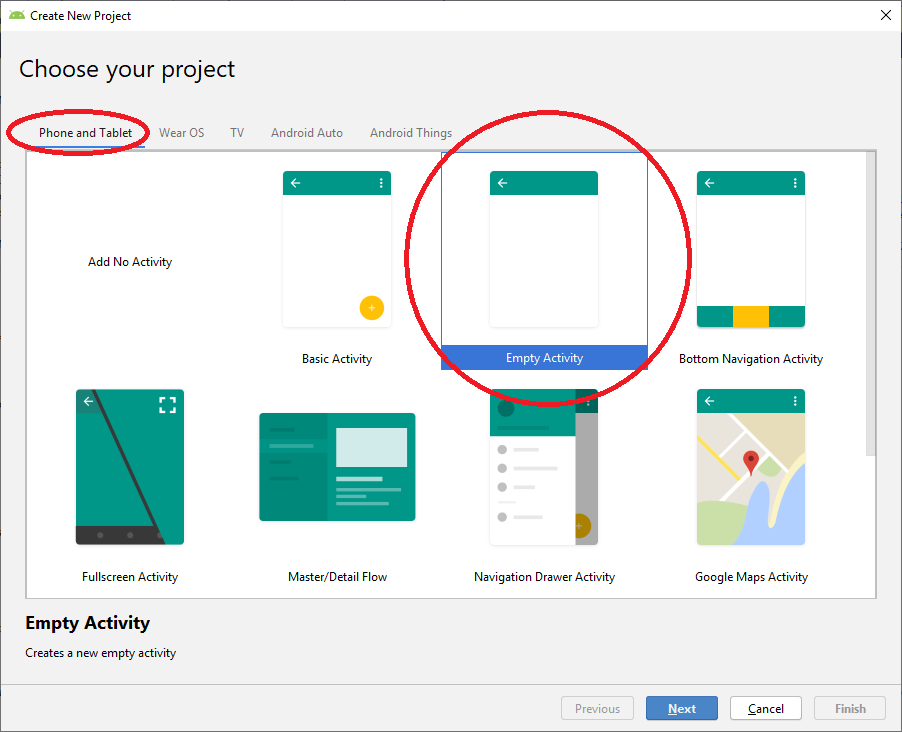 Create New Project
Choose your project
Phone and Tablet Wear OS TV Android Auto Android Things
Add No Activity
Basic Activity
Empty Activity
Bottom Navigation Activity
Fullscreen Activity
Master/Detail Flow
Navigation Drawer Activity
Google Maps Activity
Empty Activity
Creates a new empty activity
Previous Next Cancel Finish